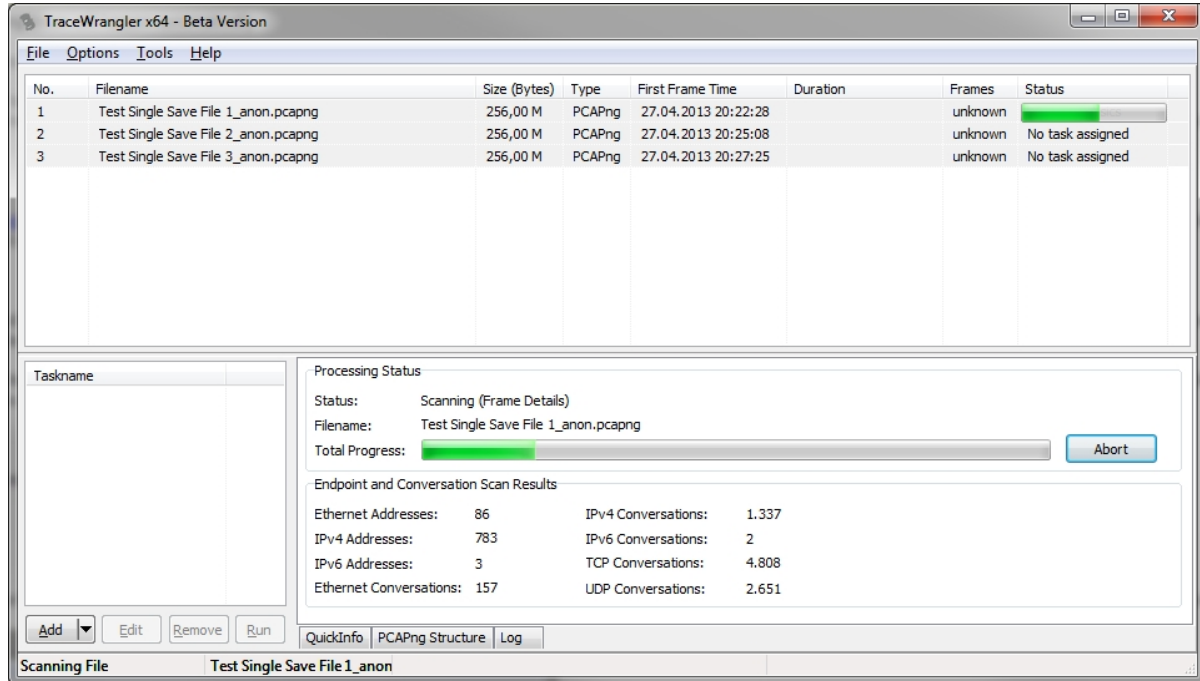 TraceWrangler x64 - Beta Version
File Options Tools Help
No. Filename Size (Bytes) Type First Frame Time Duration Frames Status
1 Test Single Save File 1_anon.pcapng 256,00 M PCAPng 27.04.2013 20:22:28 unknown
2 Test Single Save File 2_anon.pcapng 256,00 M PCAPng 27.04.2013 20:25:08 unknown No task assigned
3 Test Single Save File 3_anon.pcapng 256,00 M PCAPng 27.04.2013 20:27:25 unknown No task assigned
Taskname
Processing Status
Status: Scanning (Frame Details)
Filename: Test Single Save File 1_anon.pcapng
Total Progress: Abort
Endpoint and Conversation Scan Results
Ethernet Addresses: 86 IPv4 Conversations: 1.337
IPv4 Addresses: 783 IPv6 Conversations: 2
IPv6 Addresses: 3 TCP Conversations: 4.808
Ethernet Conversations: 157 UDP Conversations: 2.651
Add Edit Remove Run
QuickInfo PCAPng Structure Log
Scanning File Test Single Save File 1_anon